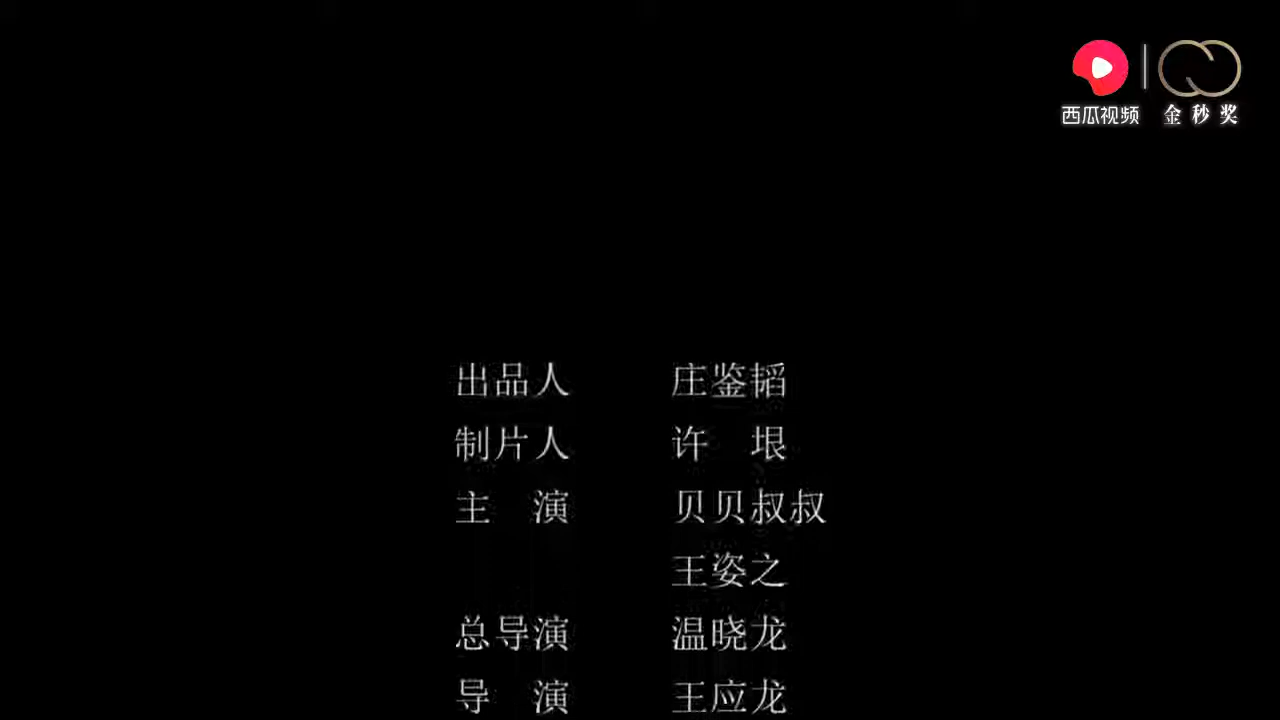 西瓜视频 金秒奖
出品人 庄鉴韬
制片人 许 垠
主 演 贝贝叔叔
王姿之
总导演 温晓龙
导 演 王应龙